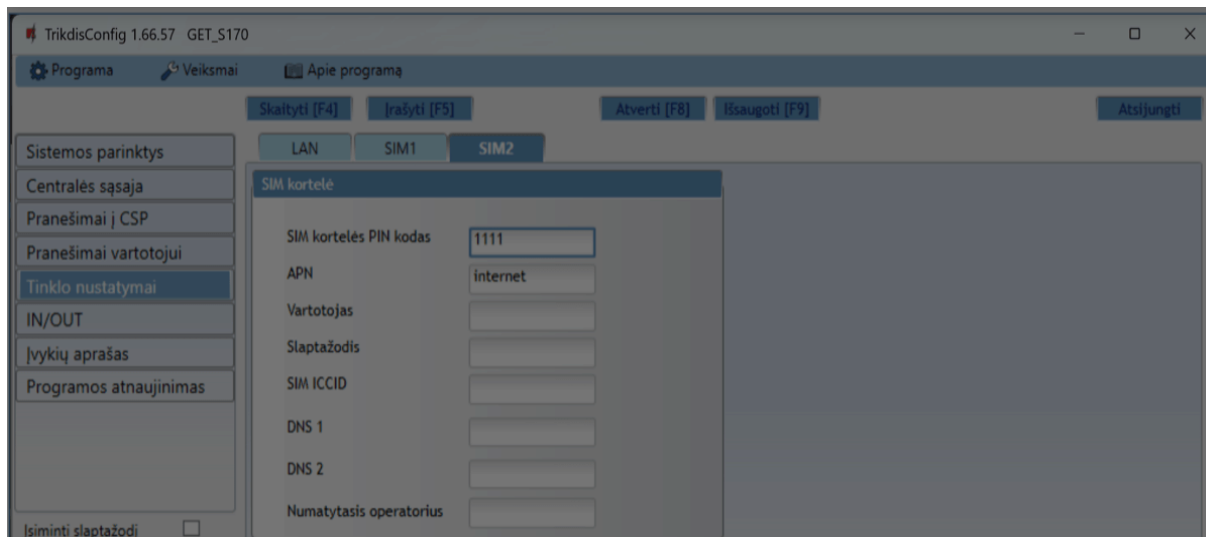 TrikdisConfig 1.66.57 GET_S170
Programa Veiksmai Apie programą
Skaityti [F4] Įrašyti [F5] Atverti [F8] Išsaugoti [F9] Atsijungti
Sistemos parinktys
Centralės sąsaja
Pranešimai į CSP
Pranešimai vartotojui
Tinklo nustatymai
IN/OUT
Įvykių aprašas
Programos atnaujinimas
Įsiminti slaptažodį
LAN SIM1 SIM2
SIM kortelė
SIM kortelės PIN kodas 1111
APN internet
Vartotojas
Slaptažodis
SIM ICCID
DNS 1
DNS 2
Numatytasis operatorius